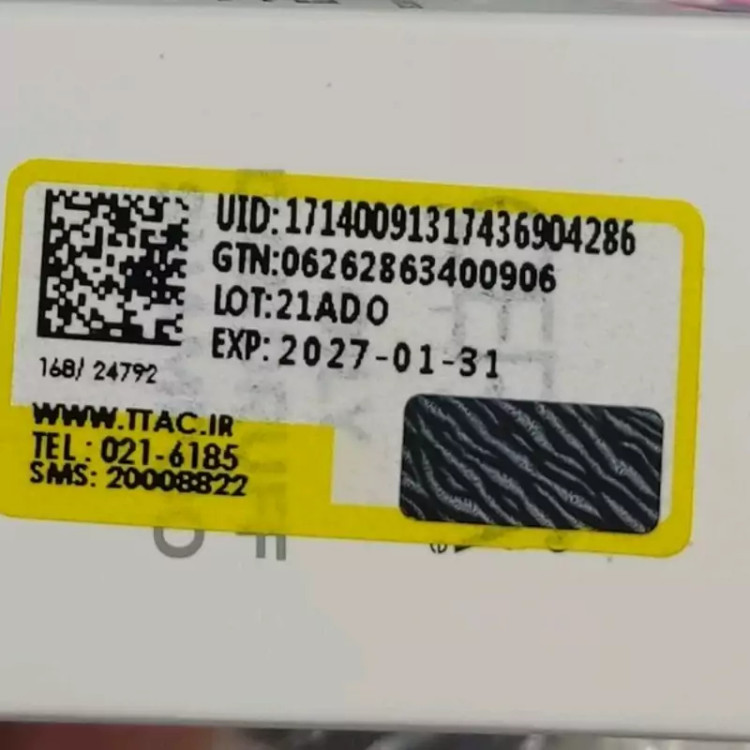 UID:17140091317436904286
GTN:06262863400906
LOT:21ADO
EXP: 2027-01-31
168/ 24792
WWW.TTAC.IR
TEL: 021-6185
SMS: 20008822